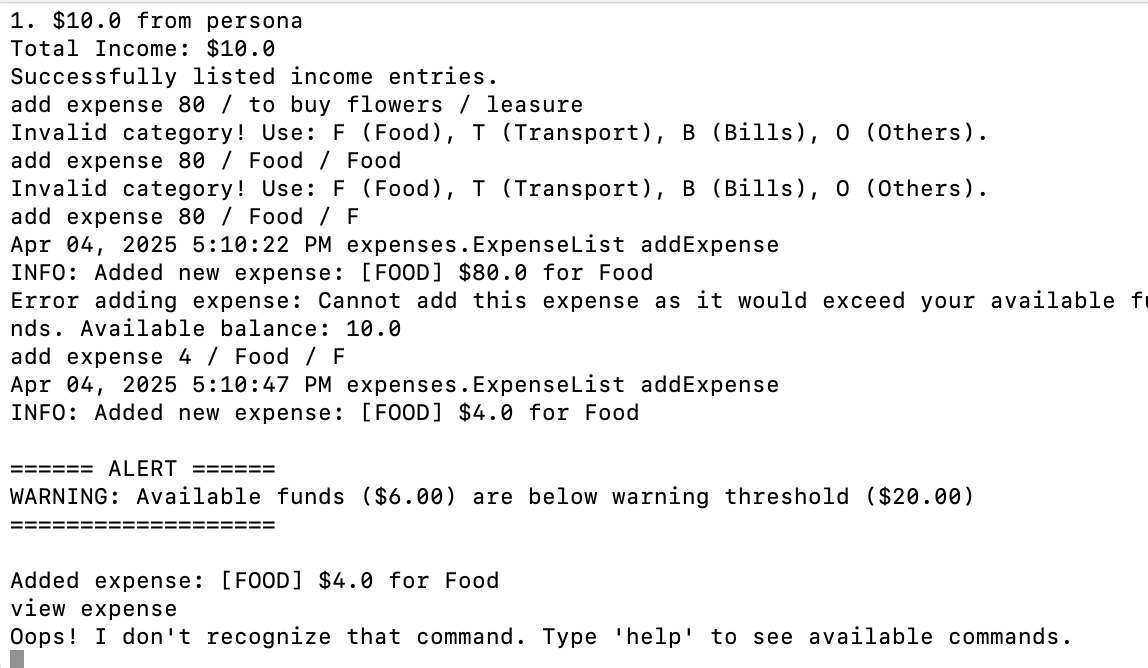 1. $10.0 from persona
Total Income: $10.0
Successfully listed income entries.
add expense 80 / to buy flowers / leasure
Invalid category! Use: F (Food), T (Transport), B (Bills), O (Others).
add expense 80 / Food / Food
Invalid category! Use: F (Food), T (Transport), B (Bills), O (Others).
add expense 80 / Food / F
Apr 04, 2025 5:10:22 PM expenses.ExpenseList addExpense
INFO: Added new expense: [FOOD] $80.0 for Food
Error adding expense: Cannot add this expense as it would exceed your available fu
nds. Available balance: 10.0
add expense 4 / Food / F
Apr 04, 2025 5:10:47 PM expenses.ExpenseList addExpense
INFO: Added new expense: [FOOD] $4.0 for Food
====== ALERT ======
WARNING: Available funds ($6.00) are below warning threshold ($20.00)
===================
Added expense: [FOOD] $4.0 for Food
view expense
Oops! I don't recognize that command. Type 'help' to see available commands.